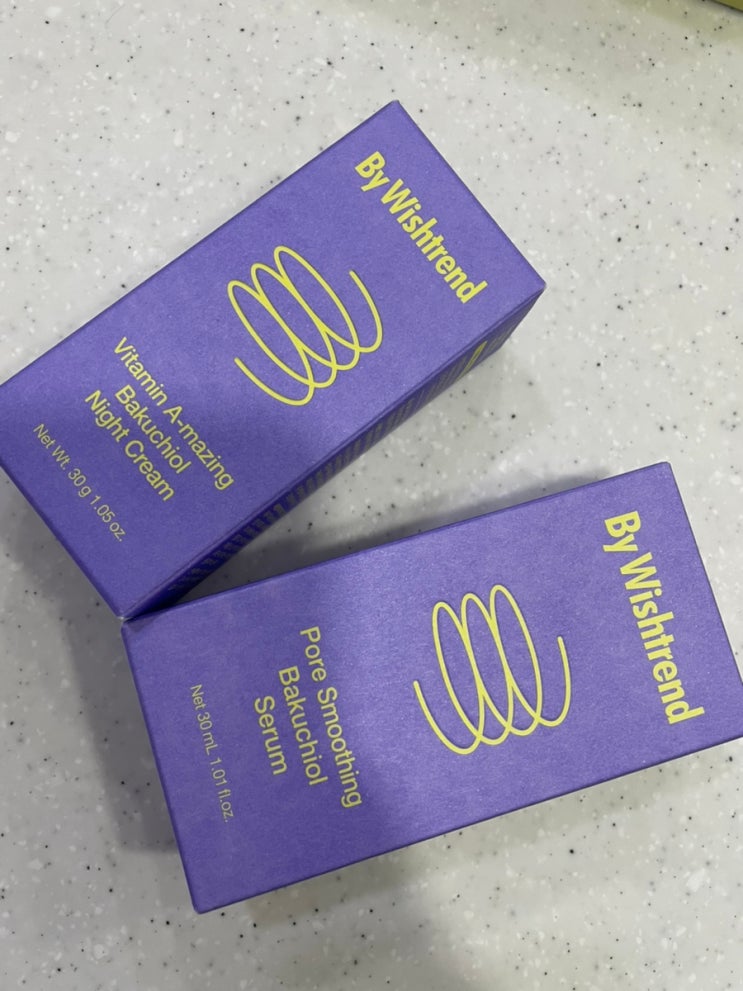 By Wishtrend
Vitamin A-mazing
Bakuchiol
Night Cream
Net Wt. 30 g 1.05 oz.
By Wishtrend
Pore Smoothing
Bakuchiol
Serum
Net 30 mL 1.01 fl.oz.